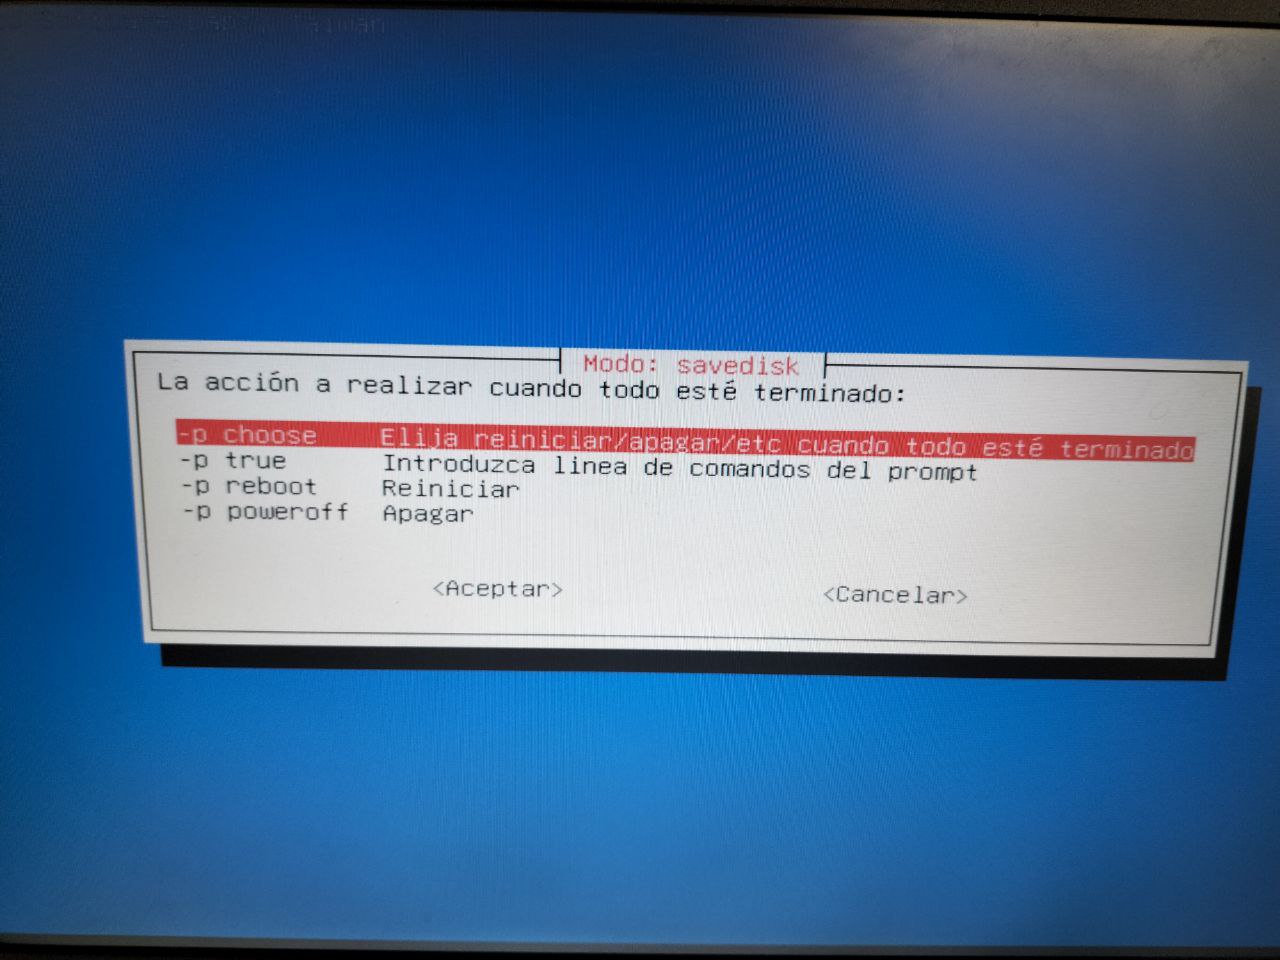 Modo: savedisk
La acción a realizar cuando todo esté terminado:
-p choose Elija reiniciar/apagar/etc cuando todo esté terminado
-p true Introduzca linea de comandos del prompt
-p reboot Reiniciar
-p poweroff Apagar
<Aceptar> <Cancelar>